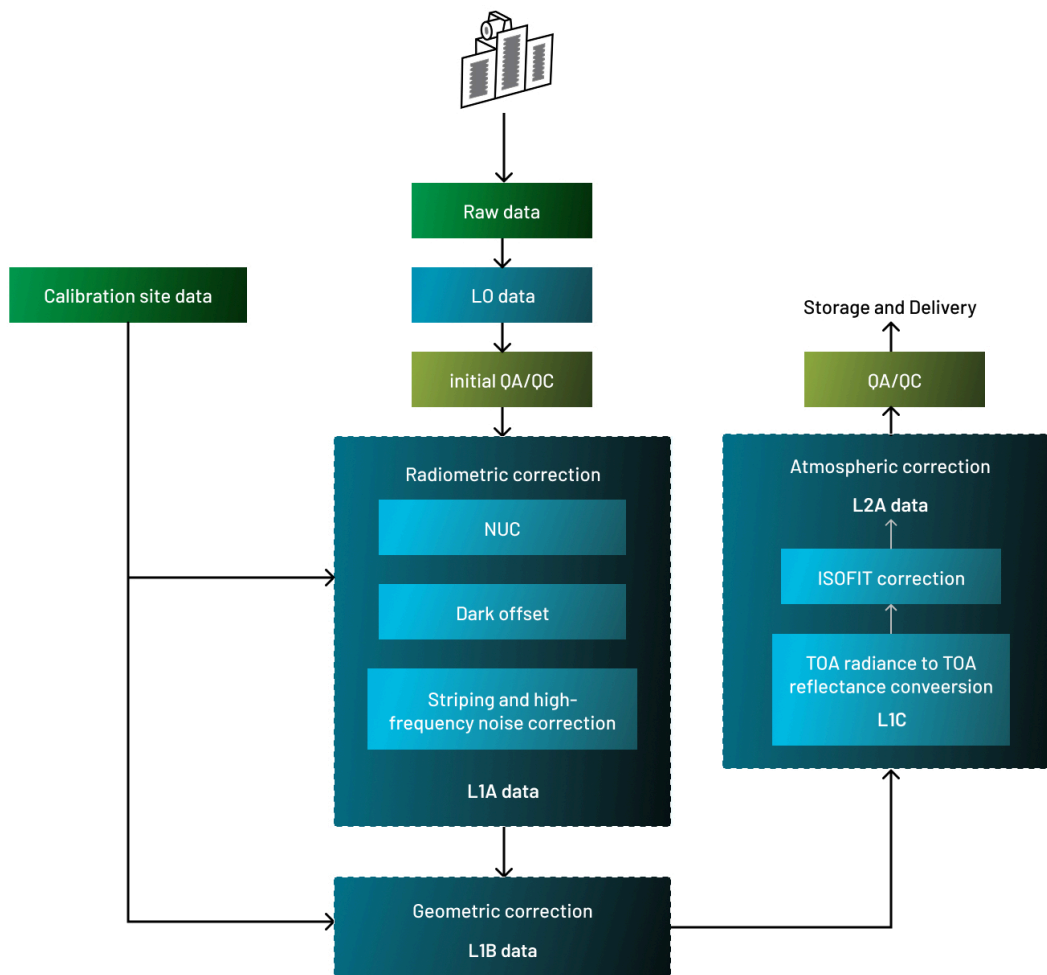 Raw data
Calibration site data
LO data
Storage and Delivery
initial QA/QC
QA/QC
Radiometric correction
NUC
Dark offset
Striping and high-
frequency noise correction
L1A data
Atmospheric correction
L2A data
ISOFIT correction
TOA radiance to TOA
reflectance conveersion
L1C
Geometric correction
L1B data